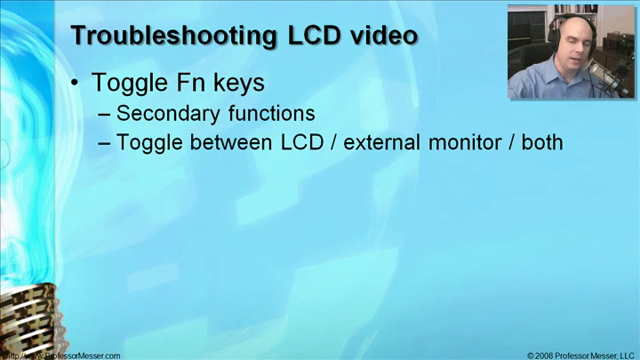 Troubleshooting LCD video
• Toggle Fn keys
– Secondary functions
– Toggle between LCD / external monitor / both
http://www.ProfessorMesser.com
© 2008 Professor Messer, LLC